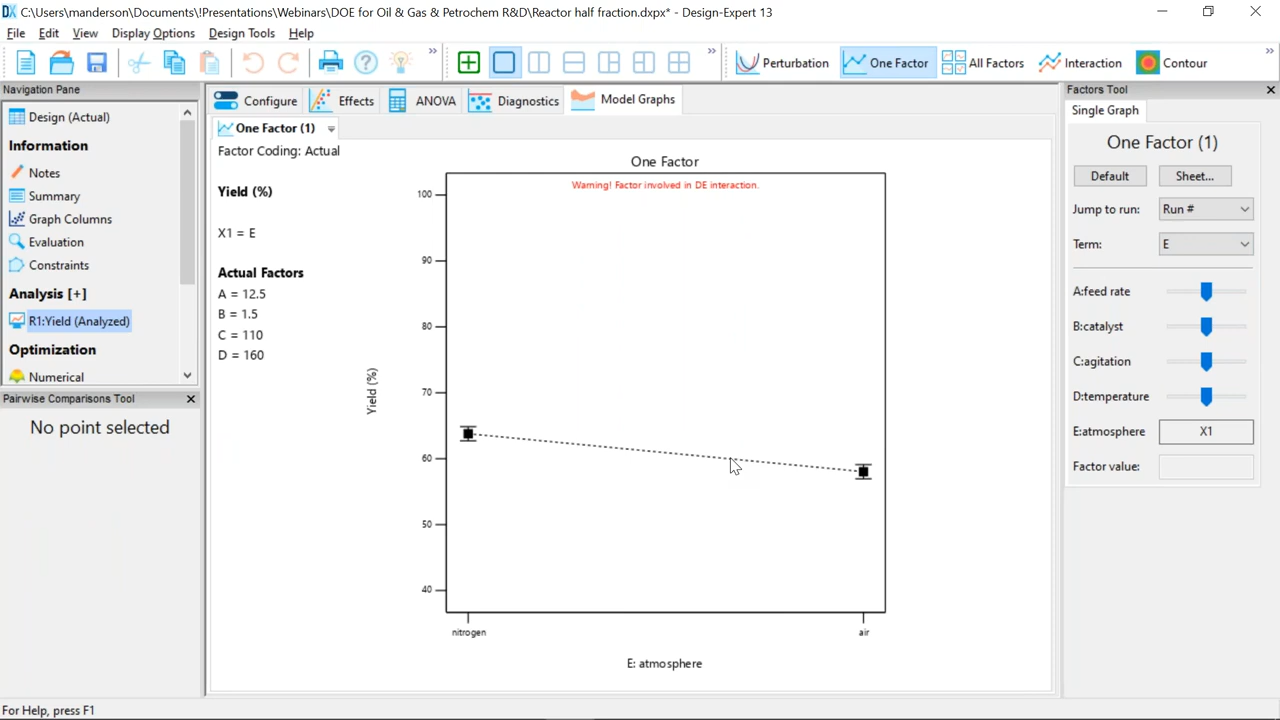 DX C:\Users\manderson\Documents\!Presentations\Webinars\DOE for Oil & Gas & Petrochem R&D\Reactor half fraction.dxpx* - Design-Expert 13
File Edit View Display Options Design Tools Help
Perturbation One Factor All Factors Interaction Contour
Navigation Pane
Design (Actual)
Information
Notes
Summary
Graph Columns
Evaluation
Constraints
Analysis [+]
R1:Yield (Analyzed)
Optimization
Numerical
Pairwise Comparisons Tool
No point selected
Configure Effects ANOVA Diagnostics Model Graphs
One Factor (1)
Factor Coding: Actual
Yield (%)
X1 = E
Actual Factors
A = 12.5
B = 1.5
C = 110
D = 160
One Factor
Warning! Factor involved in DE interaction.
100
90
80
70
60
50
40
Yield (%)
nitrogen air
E: atmosphere
Factors Tool
Single Graph
One Factor (1)
Default Sheet...
Jump to run: Run #
Term: E
A:feed rate
B:catalyst
C:agitation
D:temperature
E:atmosphere X1
Factor value:
For Help, press F1